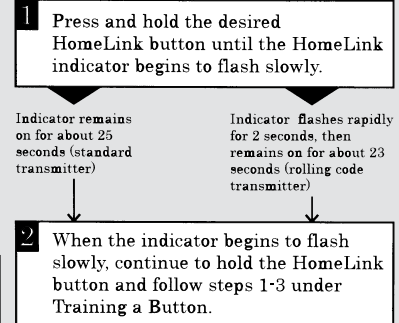 1
Press and hold the desired
HomeLink button until the HomeLink
indicator begins to flash slowly.
Indicator remains
on for about 25
seconds (standard
transmitter)
Indicator flashes rapidly
for 2 seconds, then
remains on for about 23
seconds (rolling code
transmitter)
2
When the indicator begins to flash
slowly, continue to hold the HomeLink
button and follow steps 1-3 under
Training a Button.